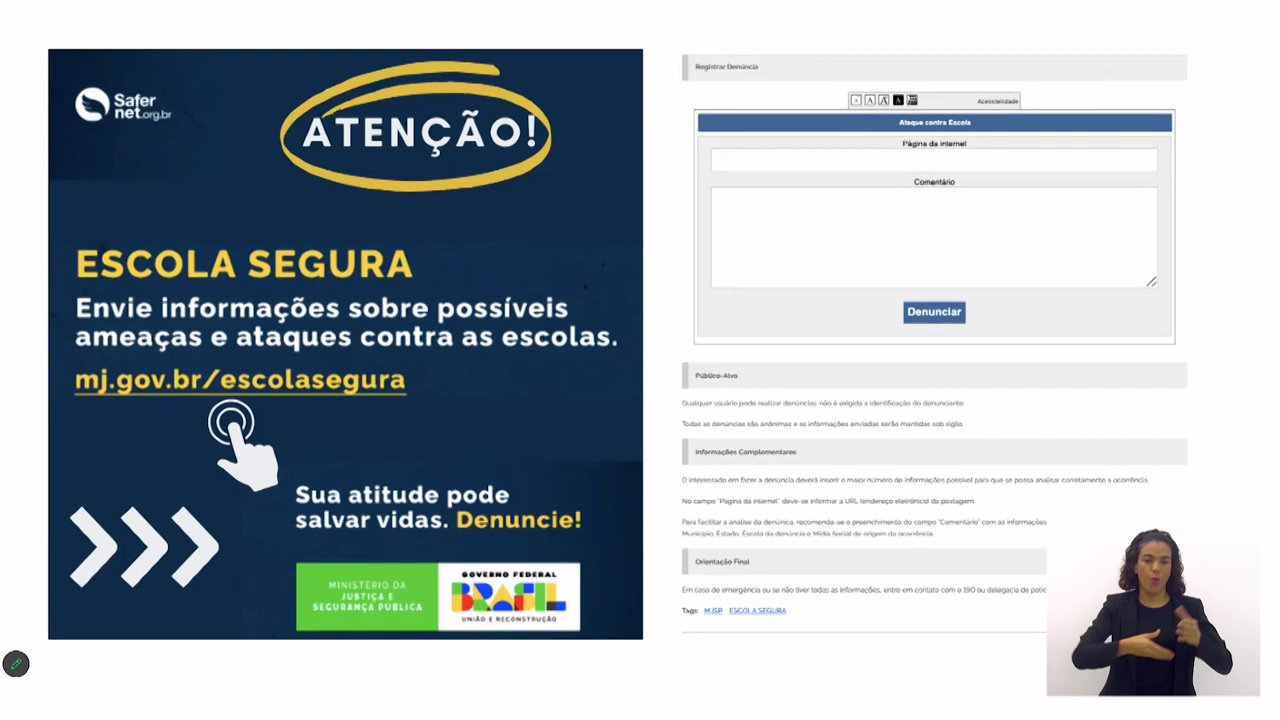 Safer
net.org.br
ATENÇÃO!
ESCOLA SEGURA
Envie informações sobre possíveis
ameaças e ataques contra as escolas.
mj.gov.br/escolasegura
Sua atitude pode
salvar vidas. Denuncie!
MINISTÉRIO DA
JUSTIÇA E
SEGURANÇA PÚBLICA
GOVERNO FEDERAL
BRASIL
UNIÃO E RECONSTRUÇÃO
Registrar Denúncia
A A A A
Acessibilidade
Ataque contra Escola
Página da internet
Comentário
Denunciar
Público-Alvo
Qualquer usuário pode realizar denúncias: não é exigida a identificação do denunciante.
Todas as denúncias são anônimas e as informações enviadas serão mantidas sob sigilo.
Informações Complementares
O interessado em fazer a denúncia deverá inserir o maior número de informações possível para que se possa analisar corretamente a ocorrência.
No campo "Página da internet" deve-se informar a URL (endereço eletrônico) da postagem.
Para facilitar a análise da denúncia, recomenda-se o preenchimento do campo "Comentário" com as informações
Município, Estado, Escola da denúncia e Mídia Social de origem da ocorrência.
Orientação Final
Em caso de emergência ou se não tiver todas as informações, entre em contato com o 190 ou delegacia de políc
Tags: MJSP ESCOLA SEGURA